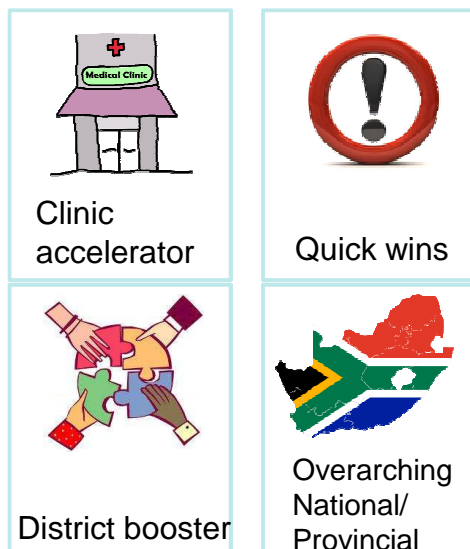 Medical Clinic
Clinic
accelerator
Quick wins
District booster
Overarching
National/
Provincial